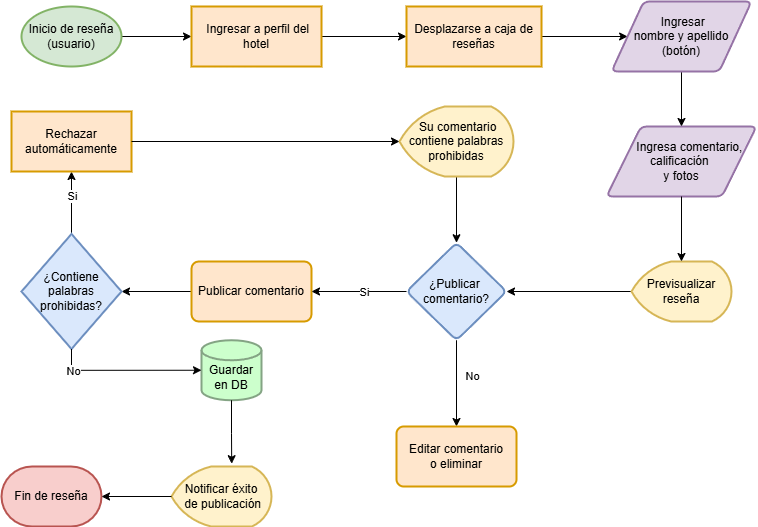 Inicio de reseña
(usuario)
Ingresar a perfil del
hotel
Desplazarse a caja de
reseñas
Ingresar
nombre y apellido
(botón)
Rechazar
automáticamente
Su comentario
contiene palabras
prohibidas
Ingresa comentario,
calificación
y fotos
Si
¿Contiene
palabras
prohibidas?
Publicar comentario
Si
¿Publicar
comentario?
Previsualizar
reseña
No
Guardar
en DB
No
Editar comentario
o eliminar
Fin de reseña
Notificar éxito
de publicación